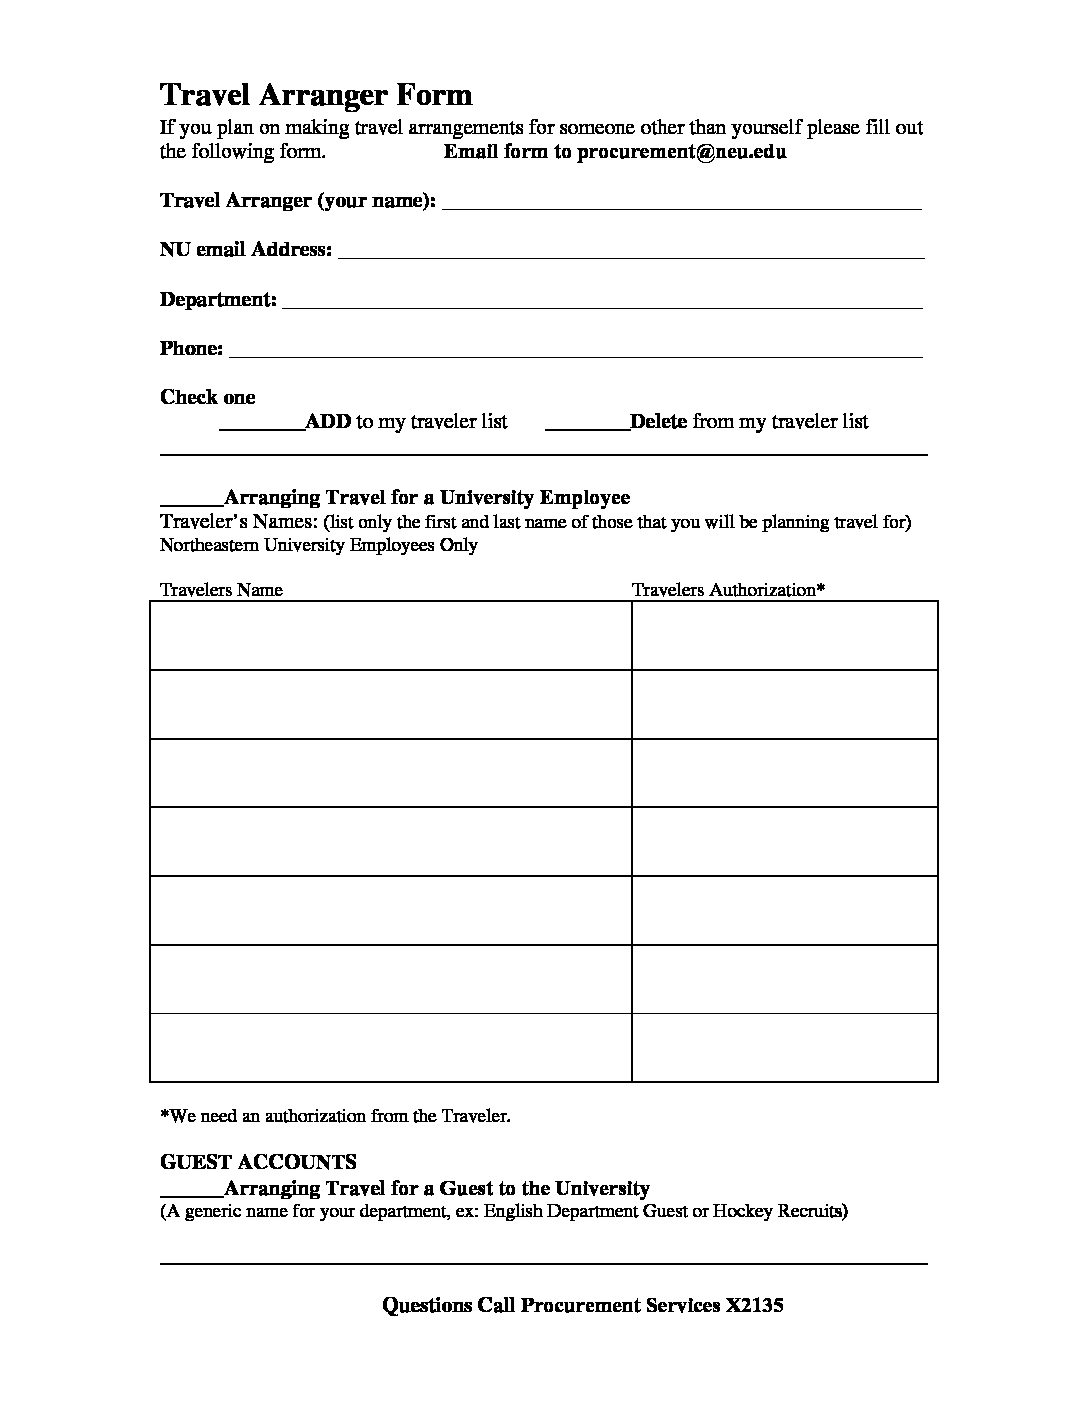 Travel Arranger Form
If you plan on making travel arrangements for someone other than yourself please fill out
the following form. Email form to procurement@neu.edu
Travel Arranger (your name): ___________________________________________
NU email Address: ___________________________________________
Department: ___________________________________________
Phone: ___________________________________________
Check one
________ADD to my traveler list ________Delete from my traveler list
______Arranging Travel for a University Employee
Traveler’s Names: (list only the first and last name of those that you will be planning travel for)
Northeastern University Employees Only
Travelers Name Travelers Authorization*
*We need an authorization from the Traveler.
GUEST ACCOUNTS
______Arranging Travel for a Guest to the University
(A generic name for your department, ex: English Department Guest or Hockey Recruits)
Questions Call Procurement Services X2135